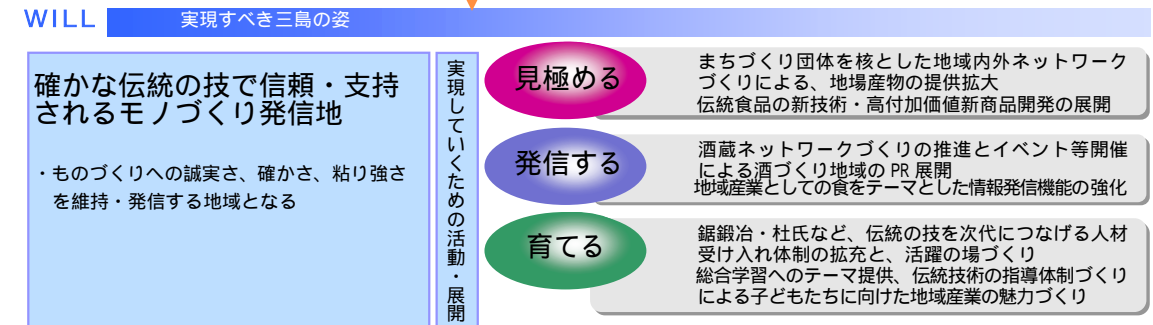 WILL 実現すべき三島の姿
確かな伝統の技で信頼・支持
されるモノづくり発信地
・ものづくりへの誠実さ、確かさ、粘り強さ
を維持・発信する地域となる
実現していくための活動・展開
見極める
まちづくり団体を核とした地域内外ネットワーク
づくりによる、地場産物の提供拡大
伝統食品の新技術・高付加価値新商品開発の展開
発信する
酒蔵ネットワークづくりの推進とイベント等開催
による酒づくり地域の PR 展開
地域産業としての食をテーマとした情報発信機能の強化
育てる
鋸鍛冶・杜氏など、伝統の技を次代につなげる人材
受け入れ体制の拡充と、活躍の場づくり
総合学習へのテーマ提供、伝統技術の指導体制づくり
による子どもたちに向けた地域産業の魅力づくり